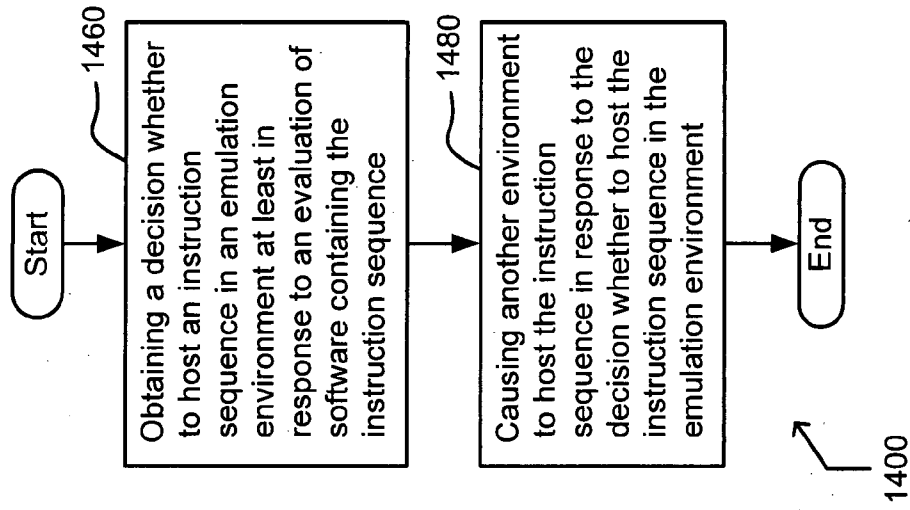 Start
1460
Obtaining a decision whether
to host an instruction
sequence in an emulation
environment at least in
response to an evaluation of
software containing the
instruction sequence
1480
Causing another environment
to host the instruction
sequence in response to the
decision whether to host the
instruction sequence in the
emulation environment
End
1400